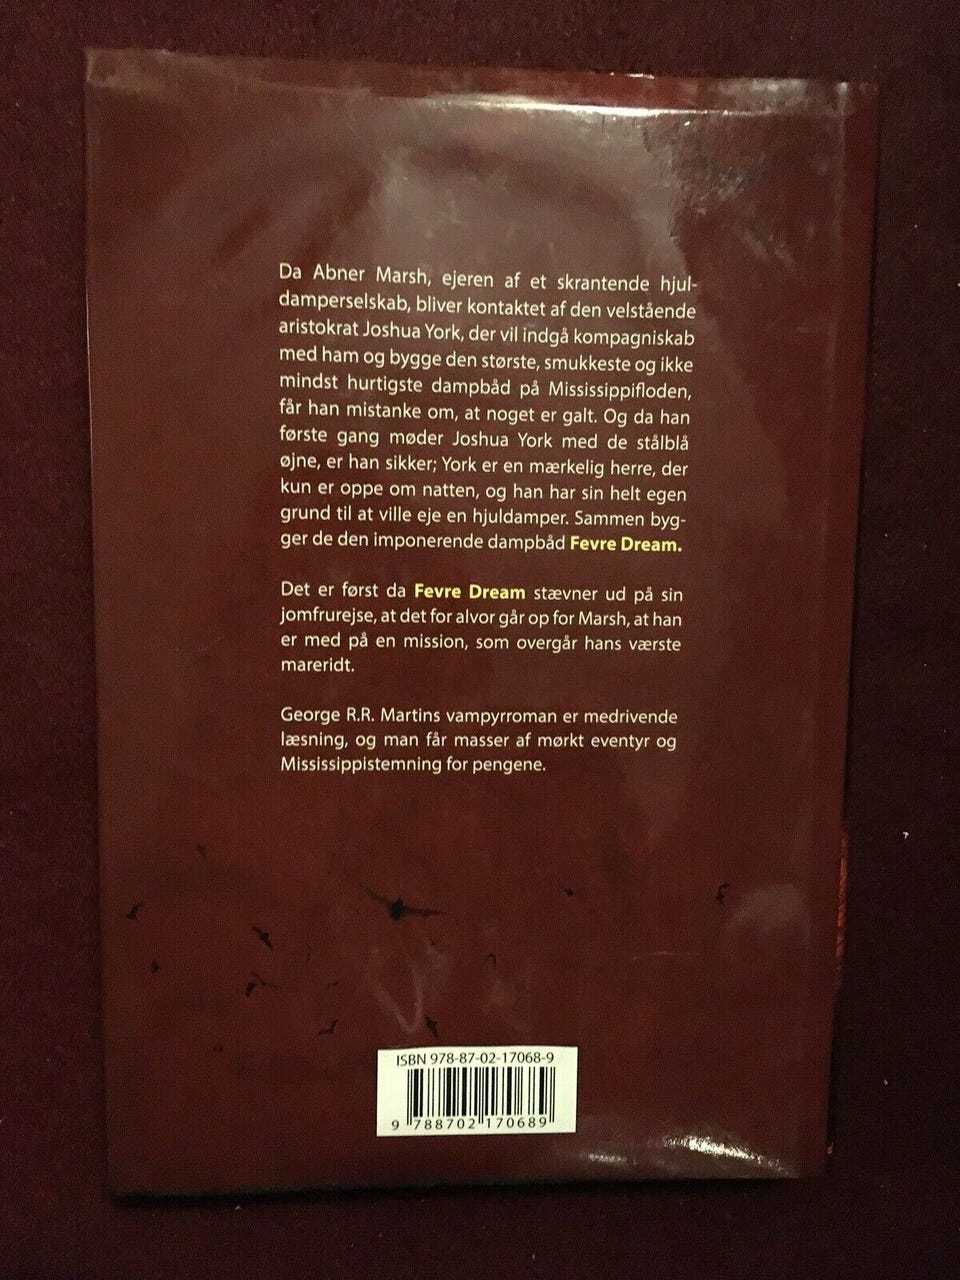 Da Abner Marsh, ejeren af et skrantende hjul-
damperselskab, bliver kontaktet af den velstående
aristokrat Joshua York, der vil indgå kompagniskab
med ham og bygge den største, smukkeste og ikke
mindst hurtigste dampbåd på Mississippifloden,
får han mistanke om, at noget er galt. Og da han
første gang møder Joshua York med de stålblå
øjne, er han sikker; York er en mærkelig herre, der
kun er oppe om natten, og han har sin helt egen
grund til at ville eje en hjuldamper. Sammen byg-
ger de den imponerende dampbåd Fevre Dream.
Det er først da Fevre Dream stævner ud på sin
jomfrurejse, at det for alvor går op for Marsh, at han
er med på en mission, som overgår hans værste
mareridt.
George R.R. Martins vampyrroman er medrivende
læsning, og man får masser af mørkt eventyr og
Mississippistemning for pengene.
ISBN 978-87-02-17068-9
9 788702 170689